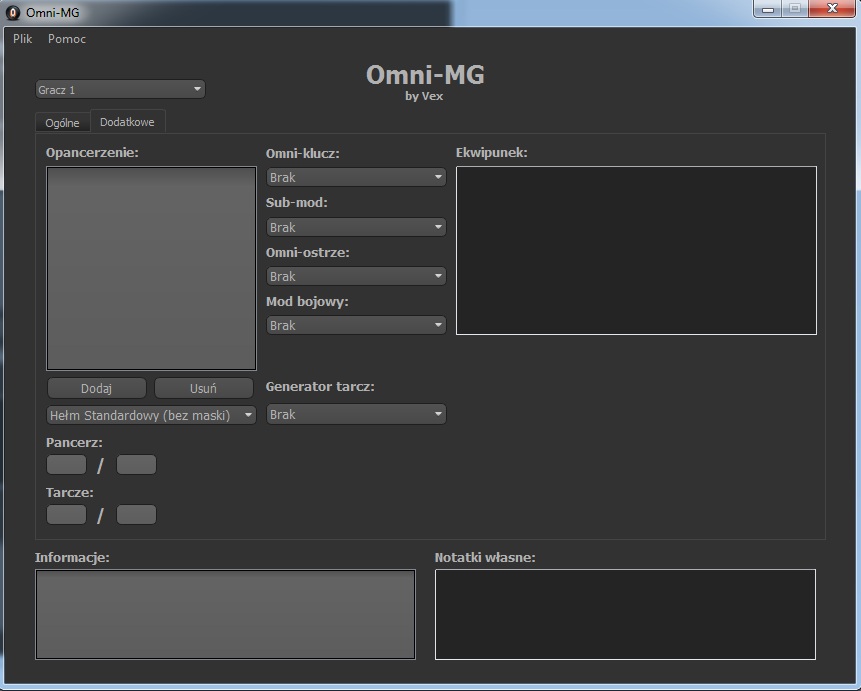 Omni-MG
Plik Pomoc
Omni-MG
by Vex
Gracz 1
Ogólne Dodatkowe
Opancerzenie:
Omni-klucz:
Brak
Sub-mod:
Brak
Omni-ostrze:
Brak
Mod bojowy:
Brak
Ekwipunek:
Dodaj Usuń
Hełm Standardowy (bez maski)
Generator tarcz:
Brak
Pancerz:
/
Tarcze:
/
Informacje:
Notatki własne: